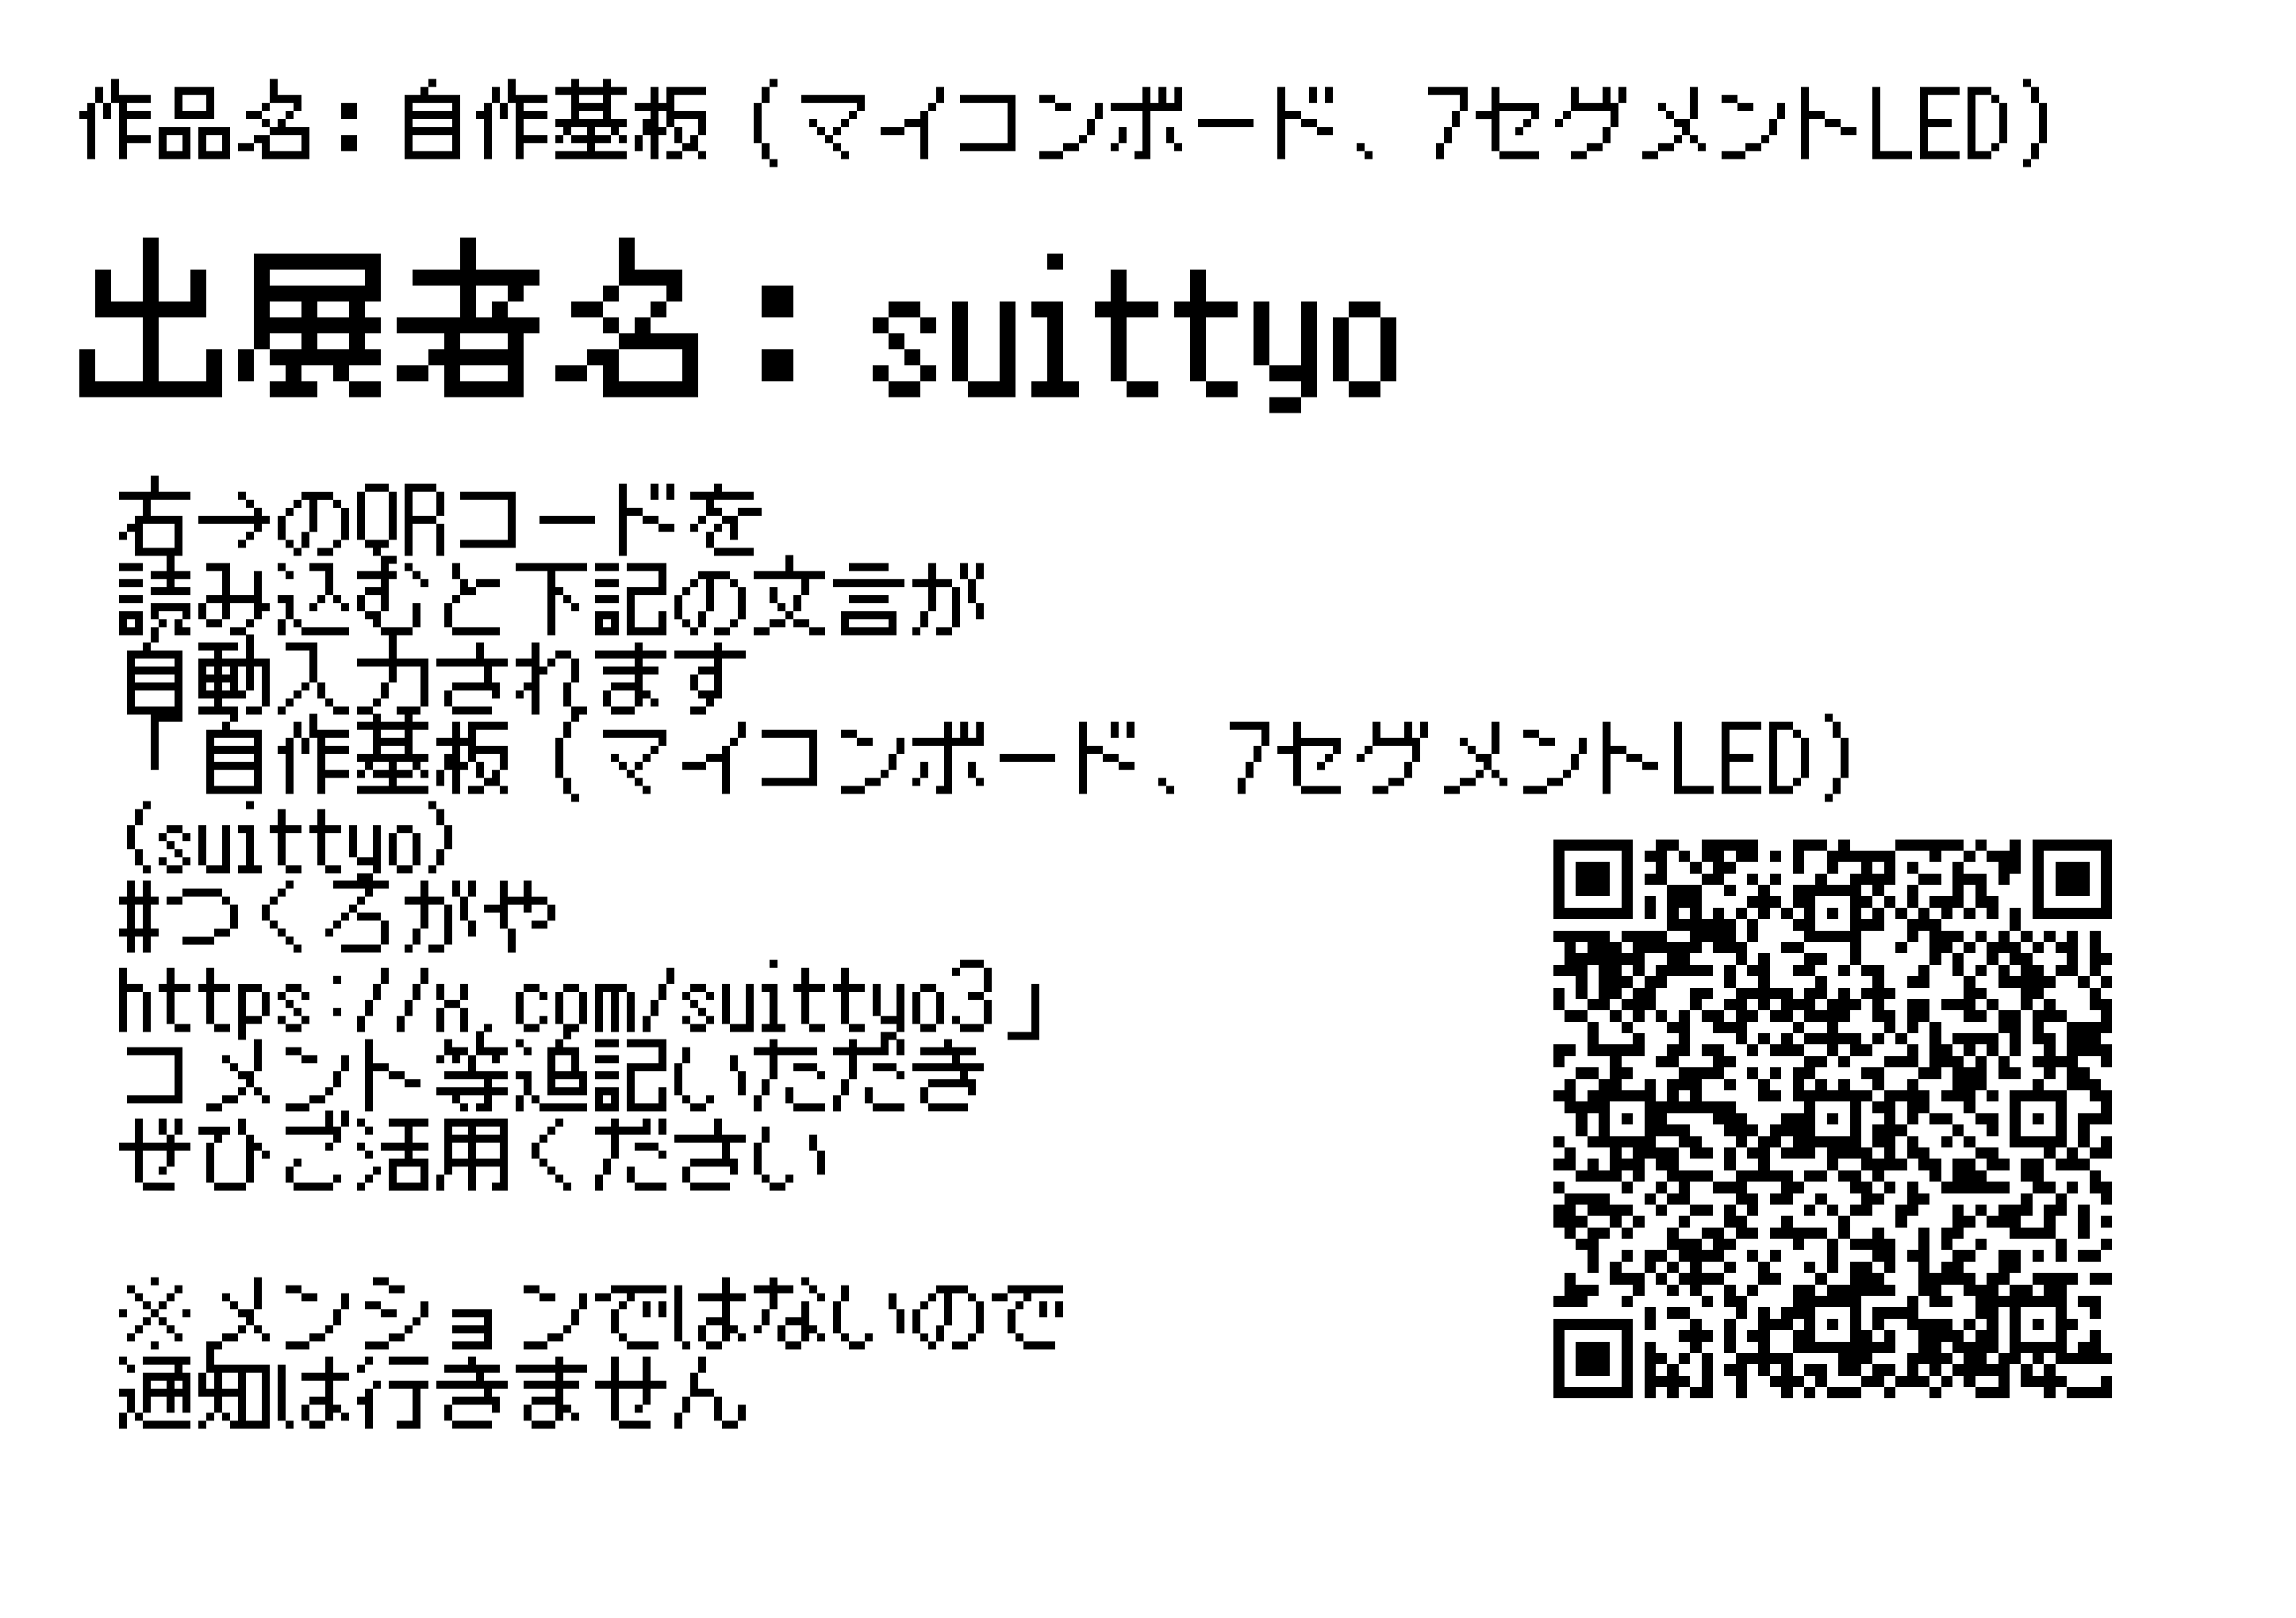 作品名：自作基板（マイコンボード、7セグメントLED)
出展者名：suittyo
右→のQRコードを
読み込むと下記の文言が
自動入力されます
「自作基板（マイコンボード、7セグメントLED)
(suittyo)
#つくろがや
https://x.com/suittyo3」
コメント等追記いただき
ぜひご活用ください
※メンションではないので
通知は行きません